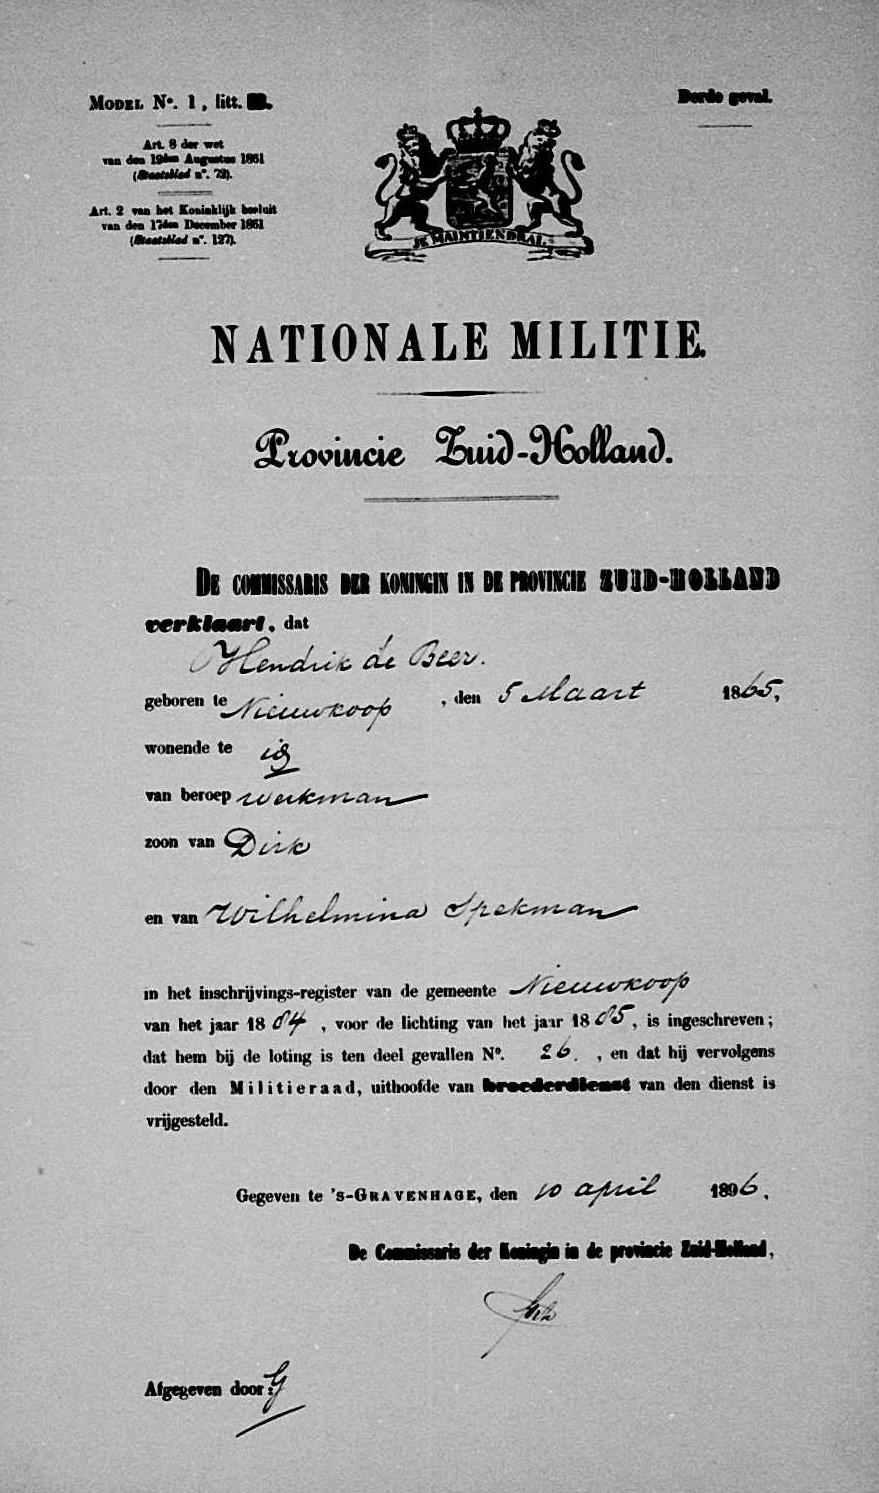 MODEL No. 1, litt.
Derde geval.
Art. 8 der wet
van den 19den Augustus 1861
(Staatsblad n°. 72).
Art. 2 van het Koninklijk besluit
van den 17den December 1861
(Staatsblad n°. 127).
JE MAINTIENDRAI.
NATIONALE MILITIE.
Provincie Zuid-Holland.
DE COMMISSARIS DER KONINGIN IN DE PROVINCIE ZUID-HOLLAND
verklaart, dat
Hendrik de Beer.
geboren te Nieuwkoop, den 5 Maart 1865,
wonende te id
van beroep werkman
zoon van Dirk
en van Wilhelmina Spekman
in het inschrijvings-register van de gemeente Nieuwkoop
van het jaar 1884, voor de lichting van het jaar 1885, is ingeschreven;
dat hem bij de loting is ten deel gevallen No. 26., en dat hij vervolgens
door den Militieraad, uithoofde van broederdienst van den dienst is
vrijgesteld.
Gegeven te 's-GRAVENHAGE, den 10 april 1896,
De Commissaris der Koningin in de provincie Zuid-Holland,
Afgegeven door: G